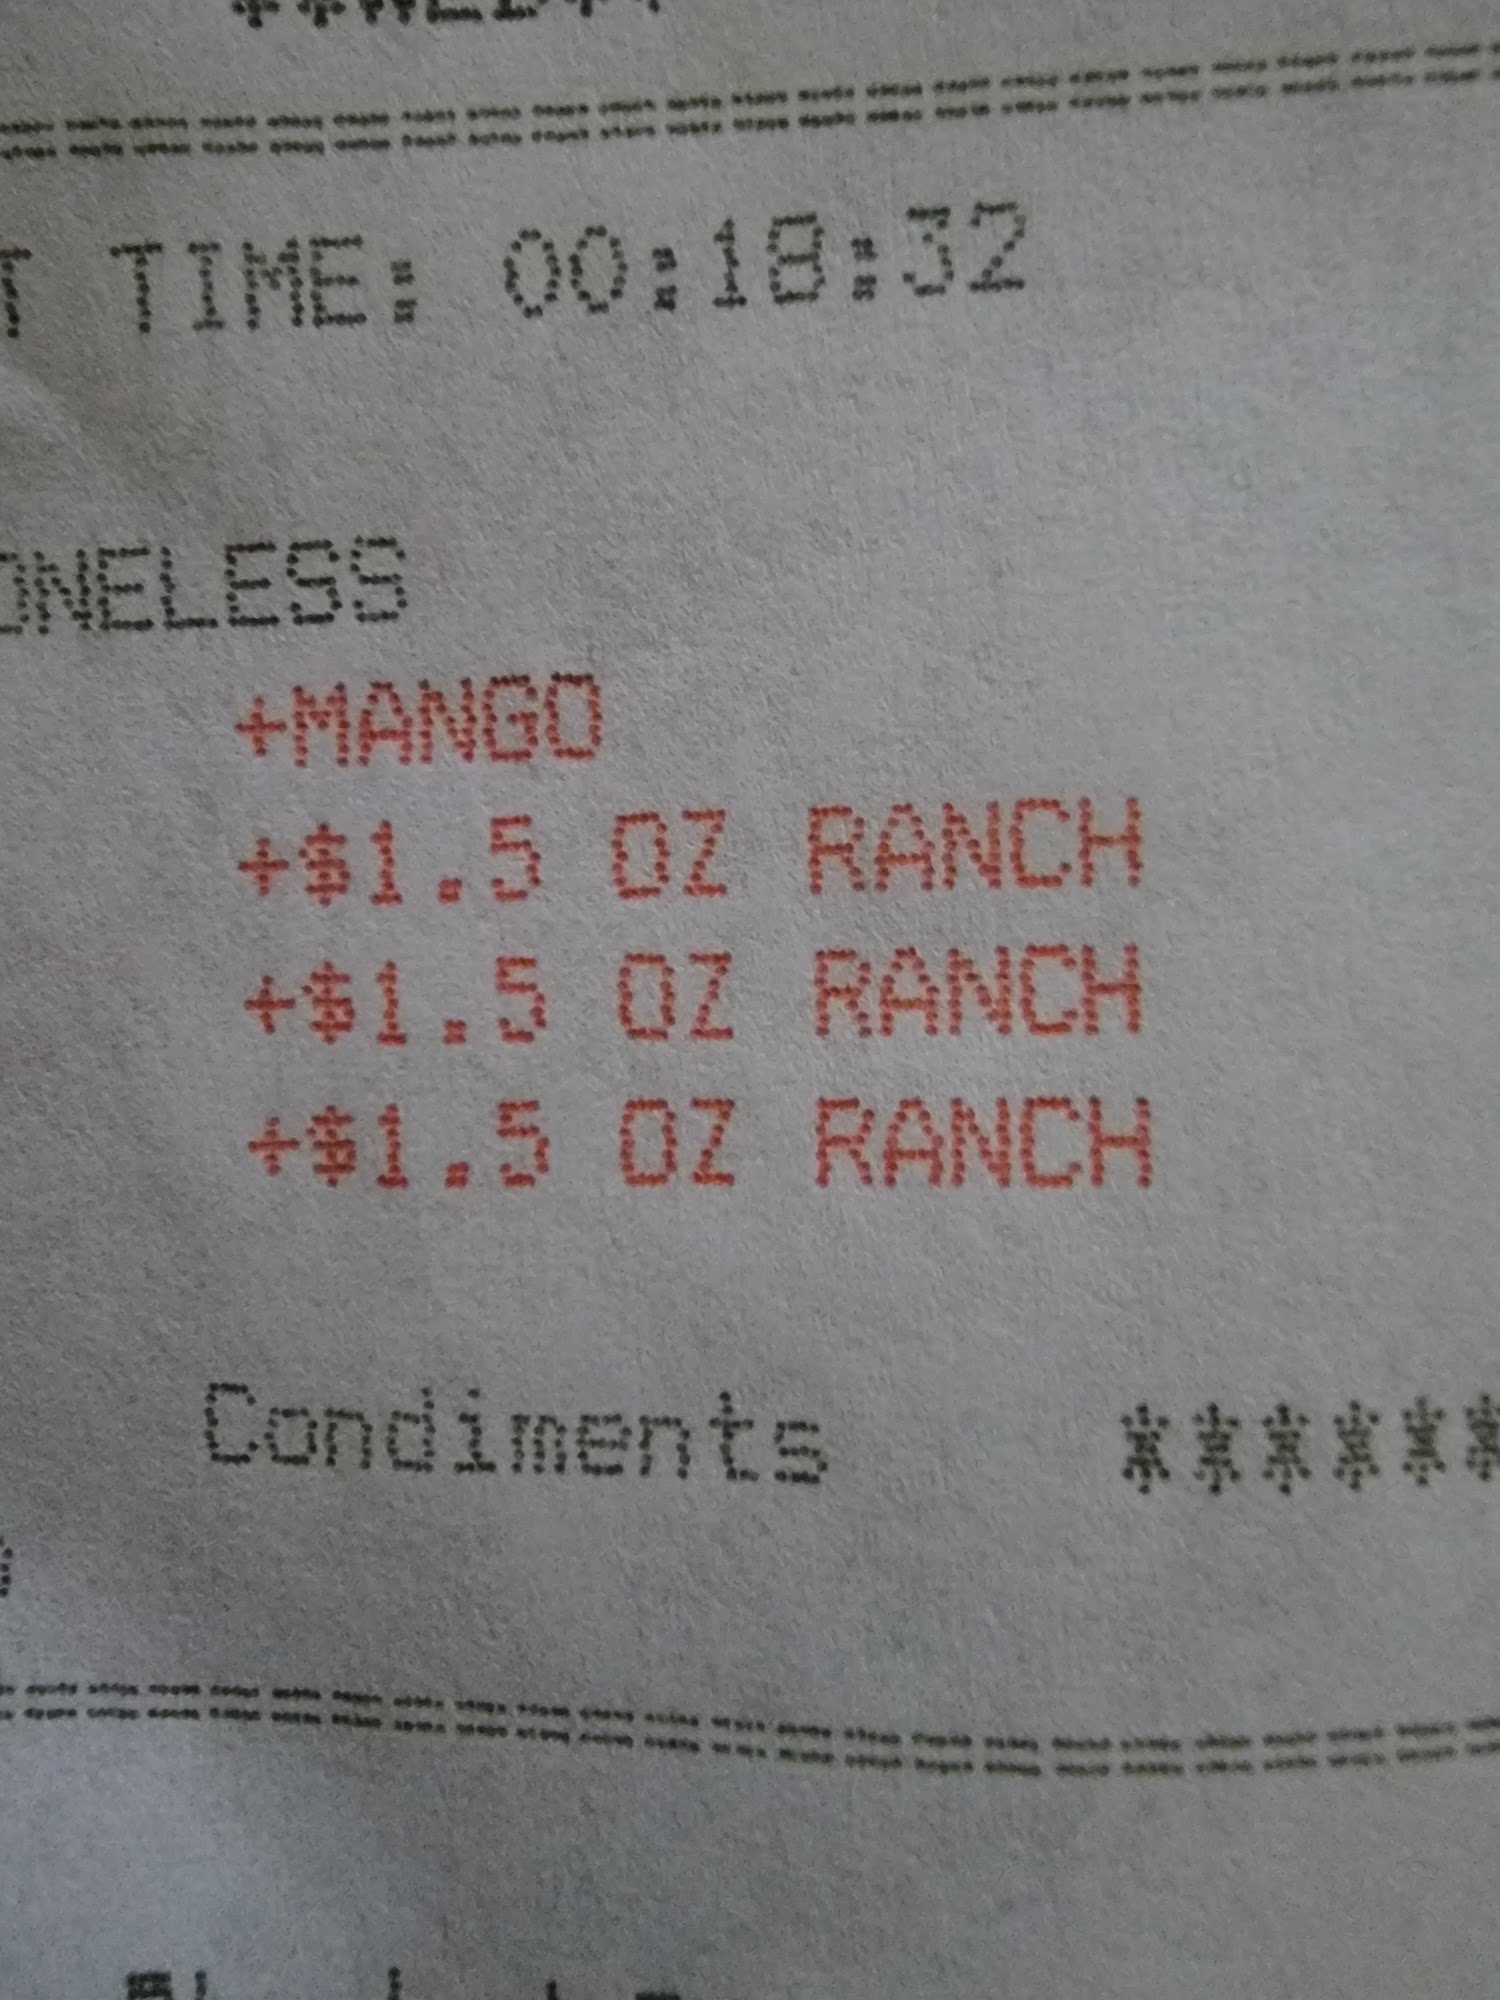 T TIME: 00:18:32
ONELESS
+MANGO
+$1.5 OZ RANCH
+$1.5 OZ RANCH
+$1.5 OZ RANCH
Condiments ******